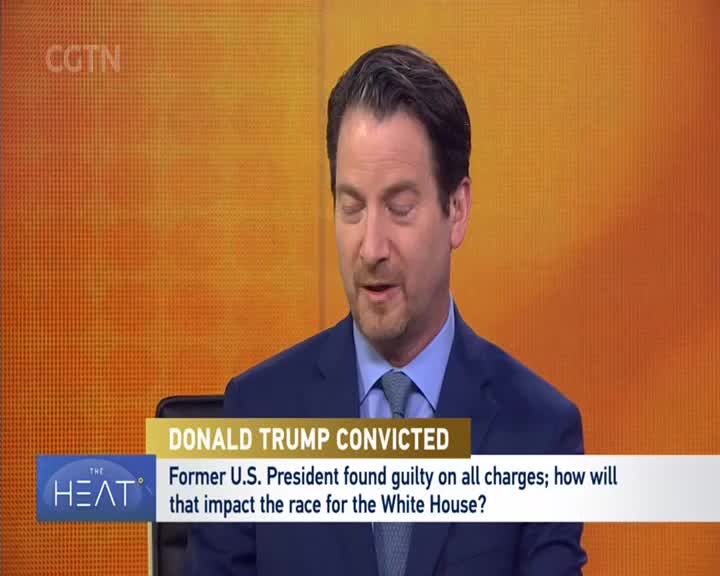 CGTN
DONALD TRUMP CONVICTED
THE
HEAT
Former U.S. President found guilty on all charges; how will
that impact the race for the White House?